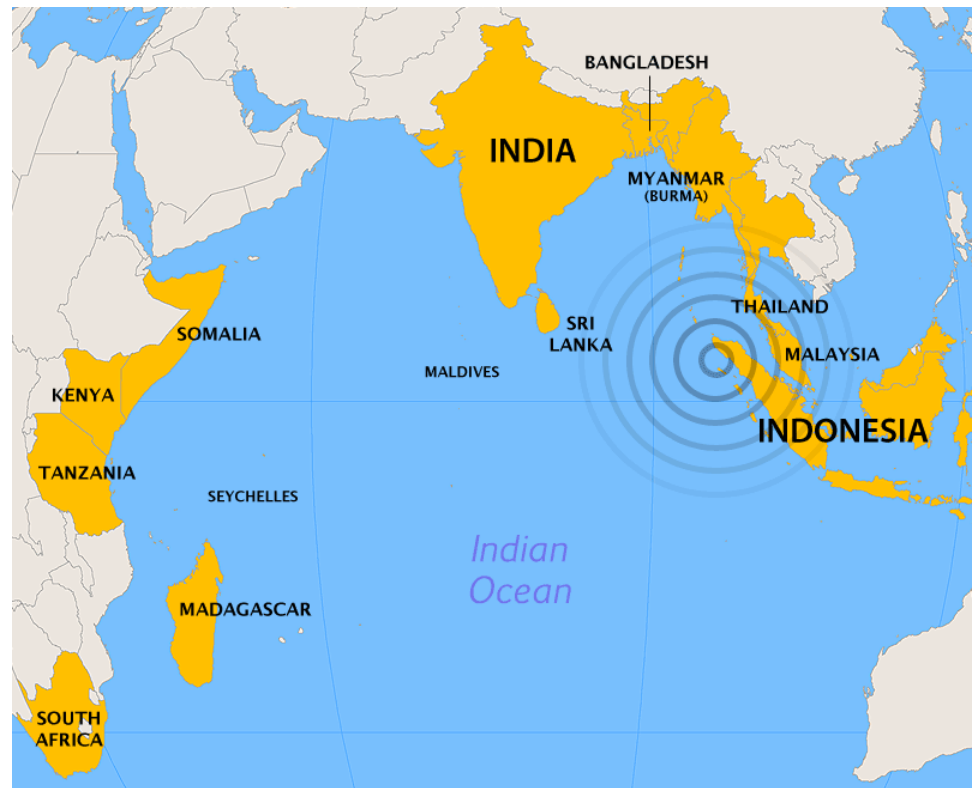 BANGLADESH
INDIA
MYANMAR
(BURMA)
THAILAND
SRI
LANKA
SOMALIA
MALAYSIA
MALDIVES
KENYA
INDONESIA
TANZANIA
SEYCHELLES
Indian
Ocean
MADAGASCAR
SOUTH
AFRICA